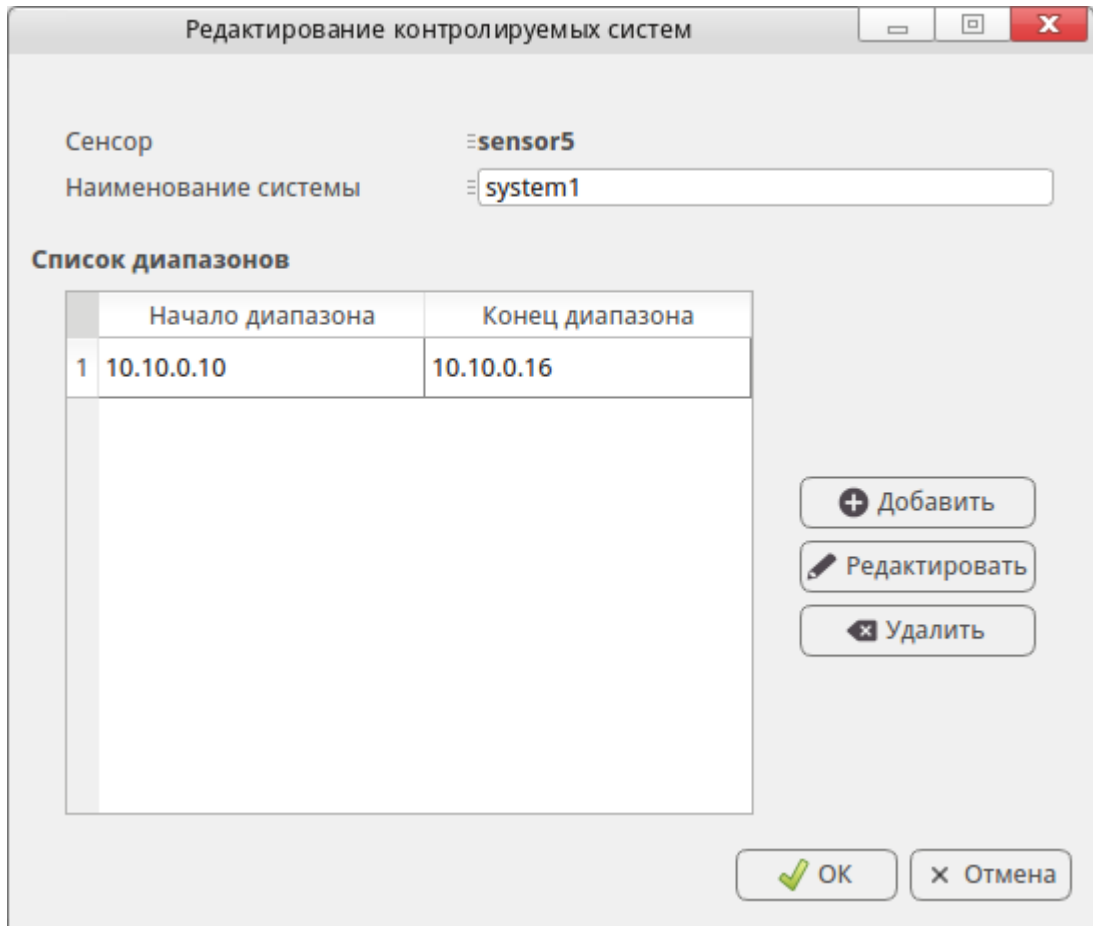 Редактирование контролируемых систем
Сенсор sensor5
Наименование системы system1
Список диапазонов
Начало диапазона Конец диапазона
1 10.10.0.10 10.10.0.16
Добавить
Редактировать
Удалить
ОК Отмена